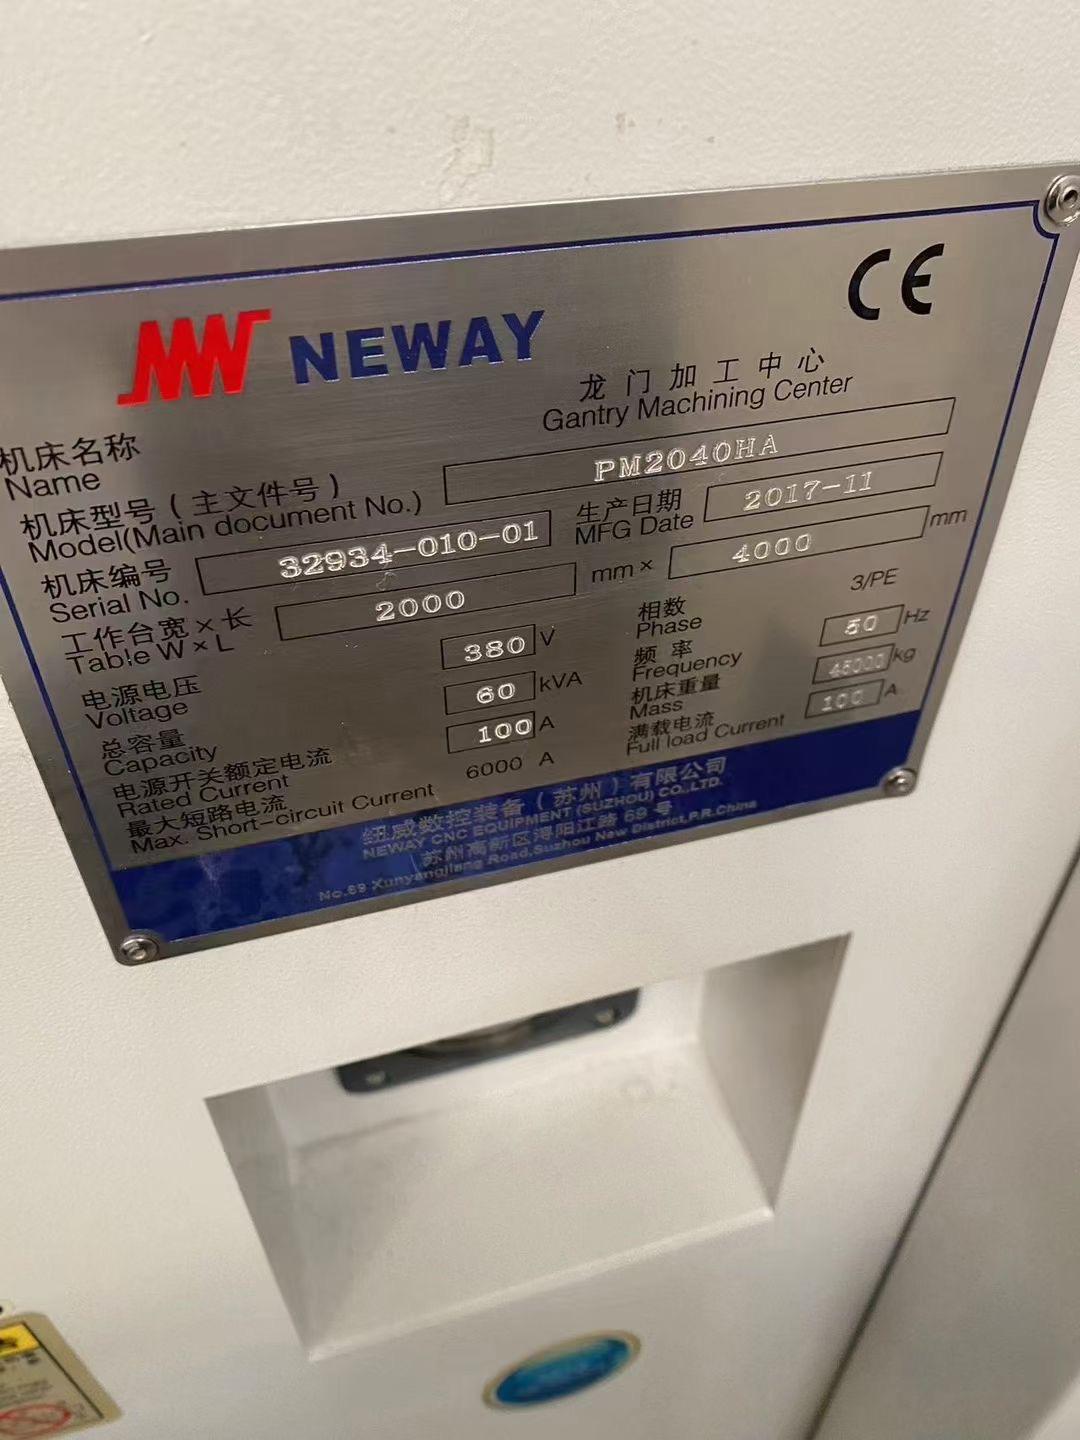 CE
NEWAY
龙门加工中心
Gantry Machining Center
机床名称
Name
机床型号(主文件号) PM2040HA
Model(Main document No.)
机床编号 32934-010-01 生产日期 2017-11
Serial No. MFG Date
工作台宽×长 2000 mm× 4000 mm
Table W×L
电源电压 380 V 相数 3/PE
Voltage Phase
总容量 60 kVA 频率 50 Hz
Capacity Frequency
电源开关额定电流 100 A 机床重量 kg
Rated Current Mass
最大短路电流 6000 A 满载电流 100 A
Max. Short-circuit Current Full load Current
纽威数控装备(苏州)有限公司
NEWAY CNC EQUIPMENT (SUZHOU) CO.,LTD.
苏州高新区浔阳江路69号
No.69 Xunyangjiang Road,Suzhou New District,P.R.China